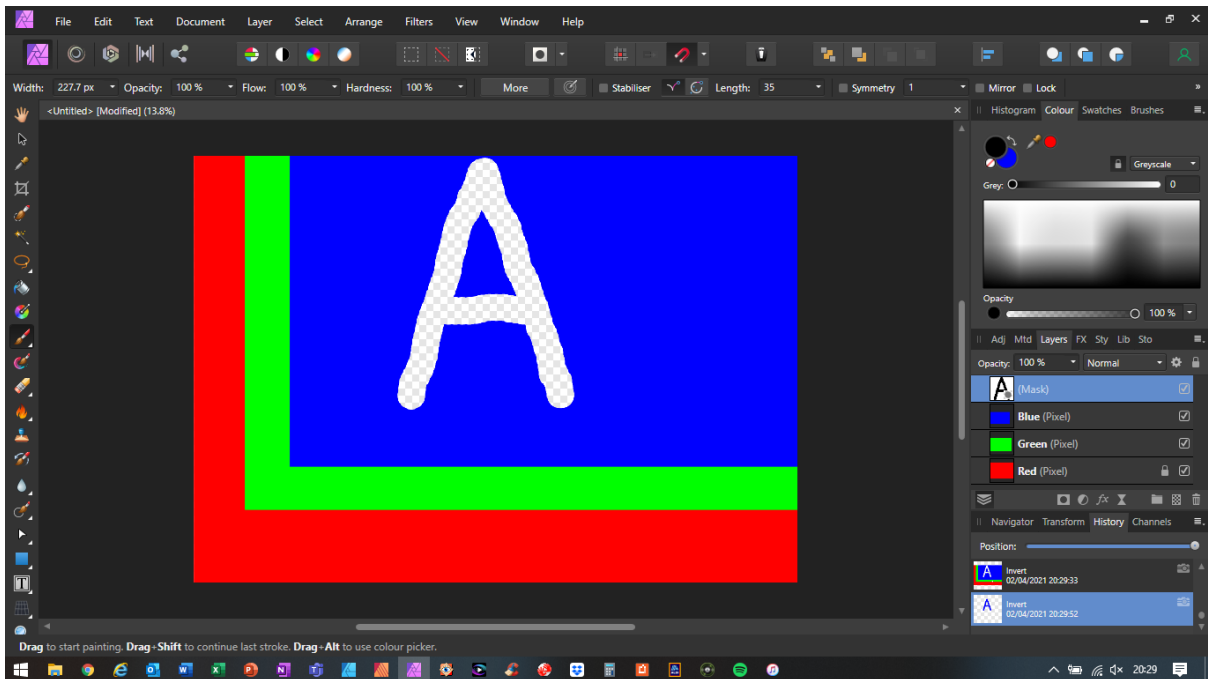 File Edit Text Document Layer Select Arrange Filters View Window Help
Width: 227.7 px Opacity: 100 % Flow: 100 % Hardness: 100 % More Stabiliser Length: 35 Symmetry 1 Mirror Lock
<Untitled> [Modified] (13.8%)
Histogram Colour Swatches Brushes
Greyscale
Grey: 0
A
Opacity
100 %
Adj Mtd Layers FX Sty Lib Sto
Opacity: 100 % Normal
(Mask)
Blue (Pixel)
Green (Pixel)
Red (Pixel)
Navigator Transform History Channels
Position:
Invert
02/04/2021 20:29:33
Invert
02/04/2021 20:29:52
Drag to start painting. Drag+Shift to continue last stroke. Drag+Alt to use colour picker.
20:29